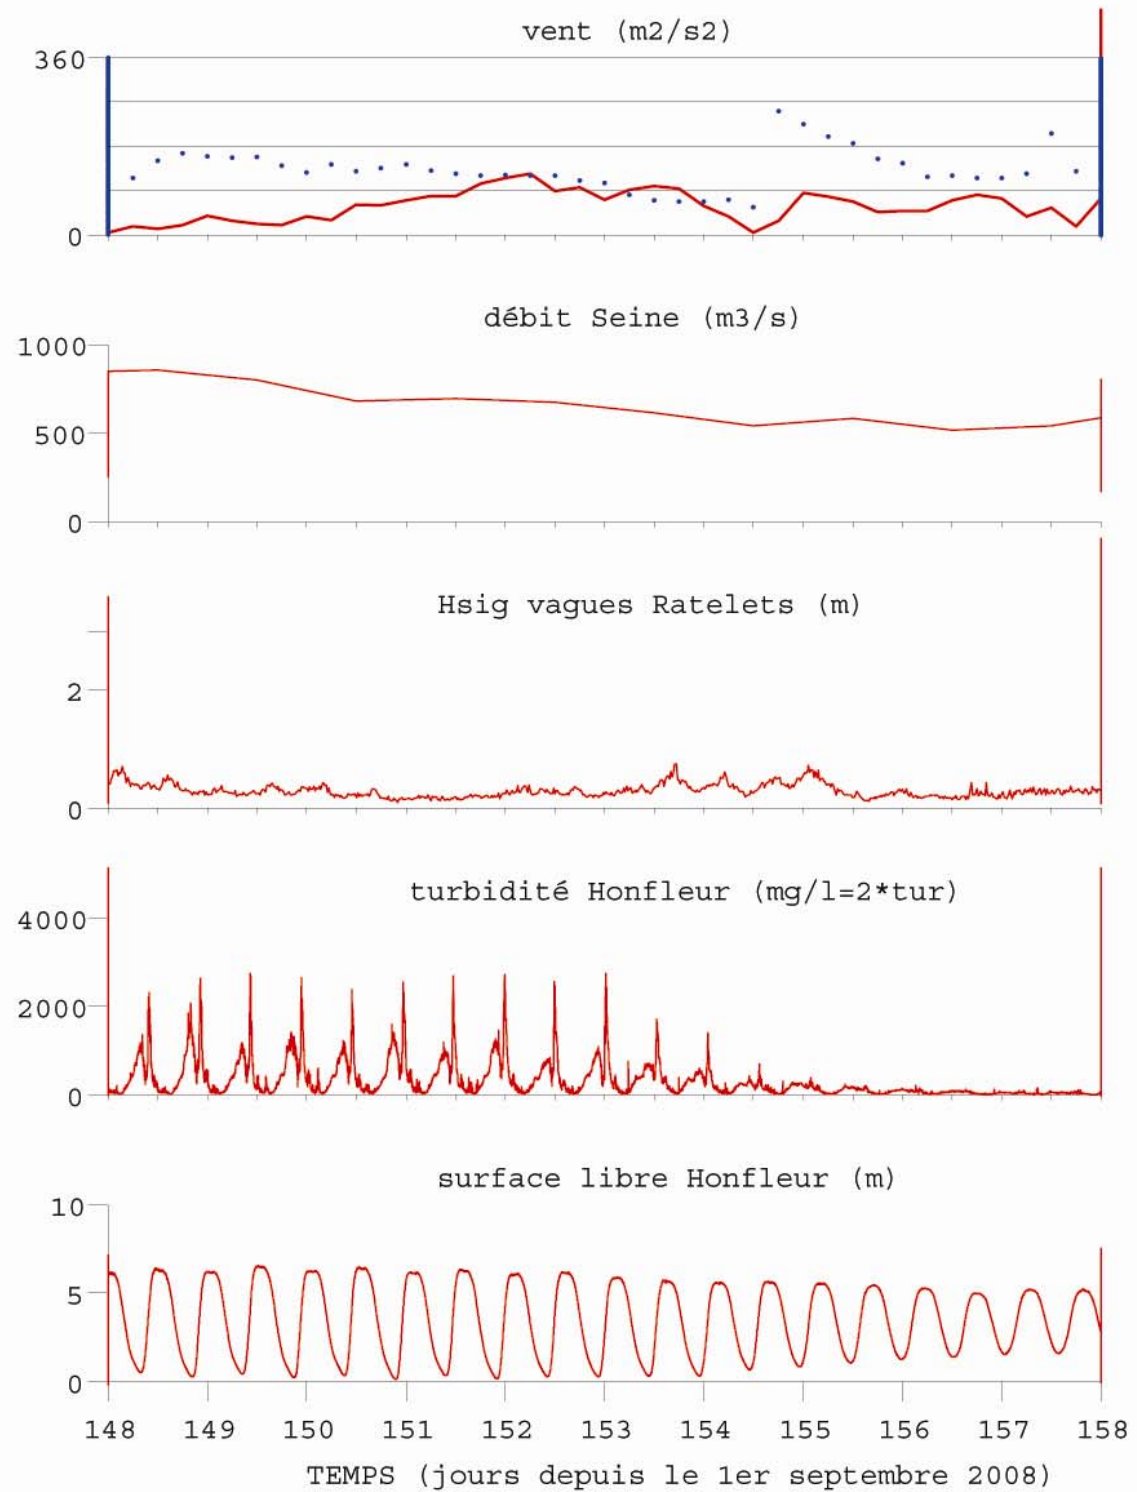 vent (m2/s2)
360
0
débit Seine (m3/s)
1000
500
0
Hsig vagues Ratelets (m)
2
0
turbidité Honfleur (mg/l=2*tur)
4000
2000
0
surface libre Honfleur (m)
10
5
0
148 149 150 151 152 153 154 155 156 157 158
TEMPS (jours depuis le 1er septembre 2008)